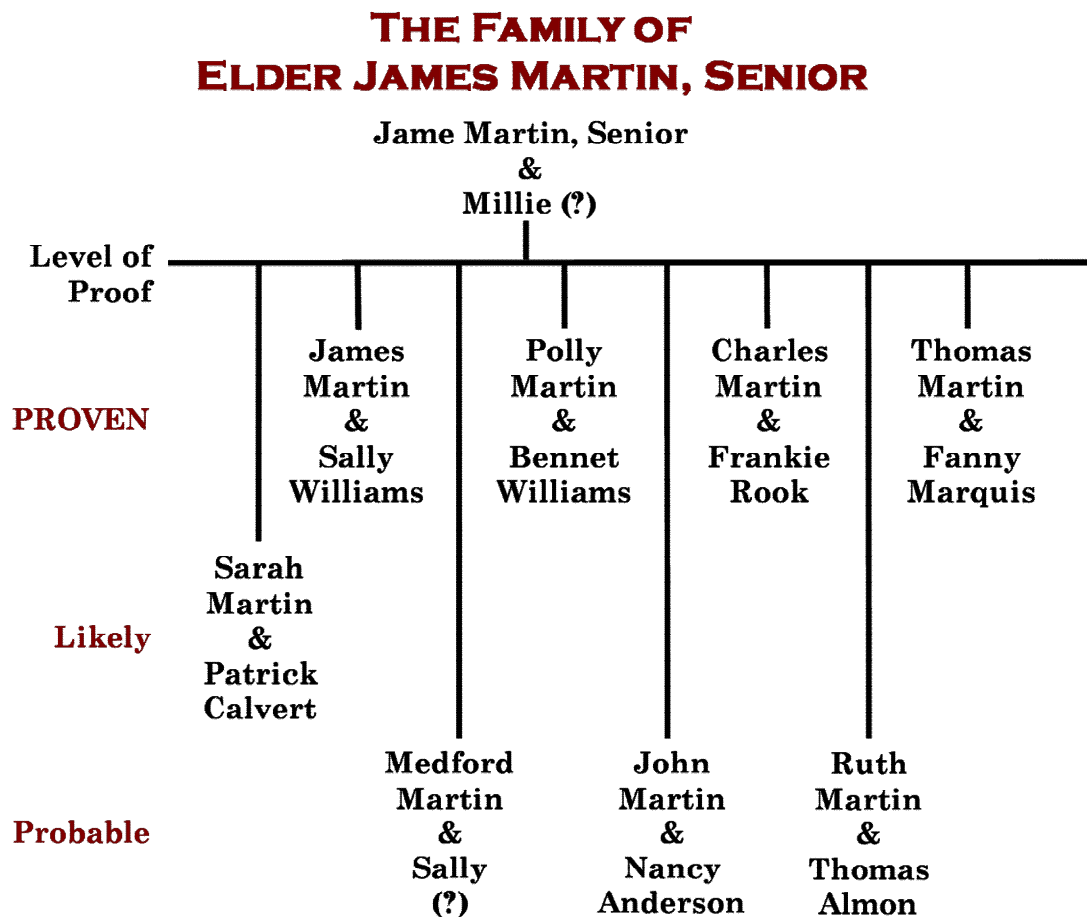 THE FAMILY OF
ELDER JAMES MARTIN, SENIOR
Jame Martin, Senior
&
Millie (?)
Level of
Proof
PROVEN
James
Martin
&
Sally
Williams
Polly
Martin
&
Bennet
Williams
Charles
Martin
&
Frankie
Rook
Thomas
Martin
&
Fanny
Marquis
Likely
Sarah
Martin
&
Patrick
Calvert
Probable
Medford
Martin
&
Sally
(?)
John
Martin
&
Nancy
Anderson
Ruth
Martin
&
Thomas
Almon